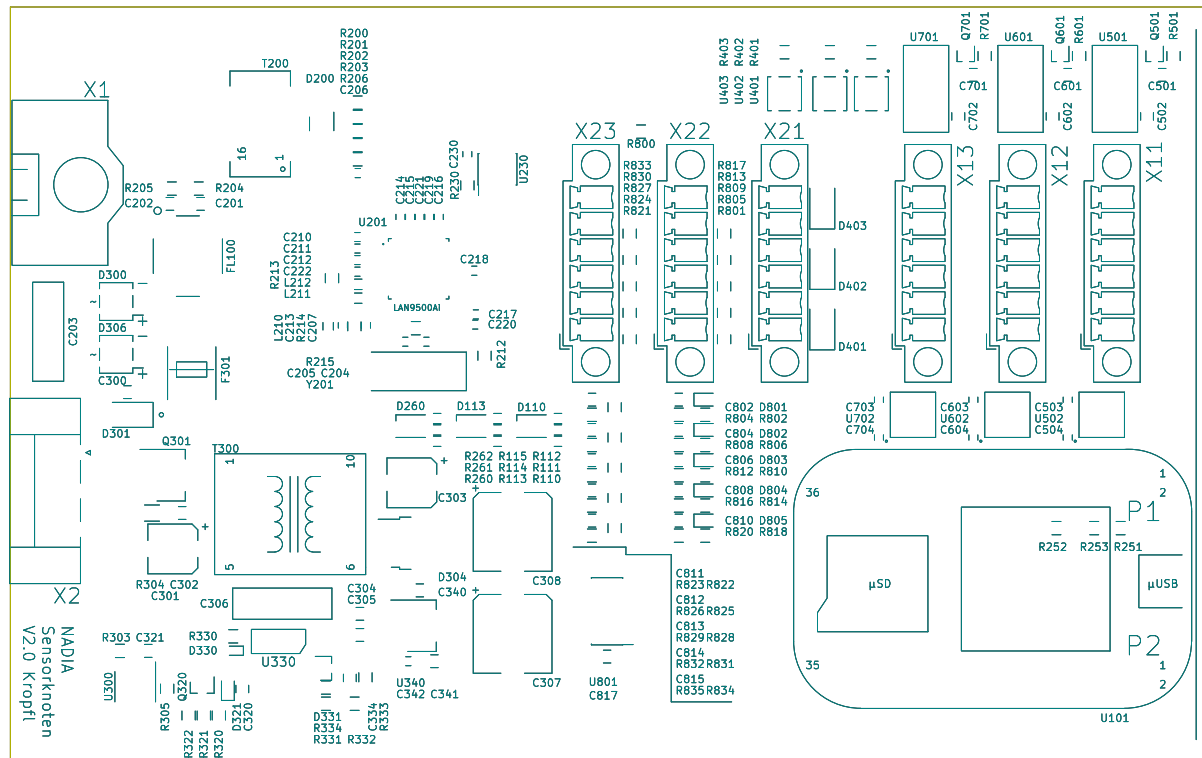 R200
R201
R202
R203
R206
C206
T200
D200
16
1
X1
R205
C202
R204
C201
FL100
D300
~
+
D306
~
+
C300
C203
F301
D301
C214
C215
C221
C219
C216
C230
R230
U230
U201
C210
C211
C212
C222
L212
L211
R213
C218
LAN9500Ai
L210
C213
R214
C207
C217
C220
R212
R215
C205 C204
Y201
R403
R402
R401
U403
U402
U401
U701
Q701
R701
U601
Q601
R601
U501
Q501
R501
C701
C601
C501
C702
C602
C502
X23
X22
X21
X13
X12
X11
R800
R833
R830
R827
R824
R821
R817
R813
R809
R805
R801
D403
D402
D401
C703
U702
C704
C603
U602
C604
C503
U502
C504
D260
D113
D110
C802 D801
R804 R802
C804 D802
R808 R806
C806 D803
R812 R810
C808 D804
R816 R814
C810 D805
R820 R818
Q301
T300
1
10
5
6
R262 R115 R112
R261 R114 R111
R260 R113 R110
+
C303
+
C308
+
C307
+
R304 C302
C301
X2
C306
D304
C340
C304
C305
R303 C321
R330
D330
U330
U300
R305
Q320
R322
R321
R320
D321
C320
D331
R334
R331 R332
C334
R333
U340
C342 C341
U801
C817
C811
R823R822
C812
R826R825
C813
R829R828
C814
R832R831
C815
R835R834
36
35
1
2
P1
R252
R253
R251
µSD
µUSB
P2
1
2
U101
NADIA
Sensorknoten
V2.0 Kropfl